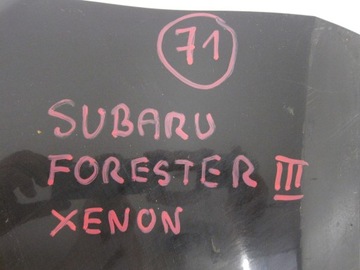 71
SUBARU
FORESTER III
XENON